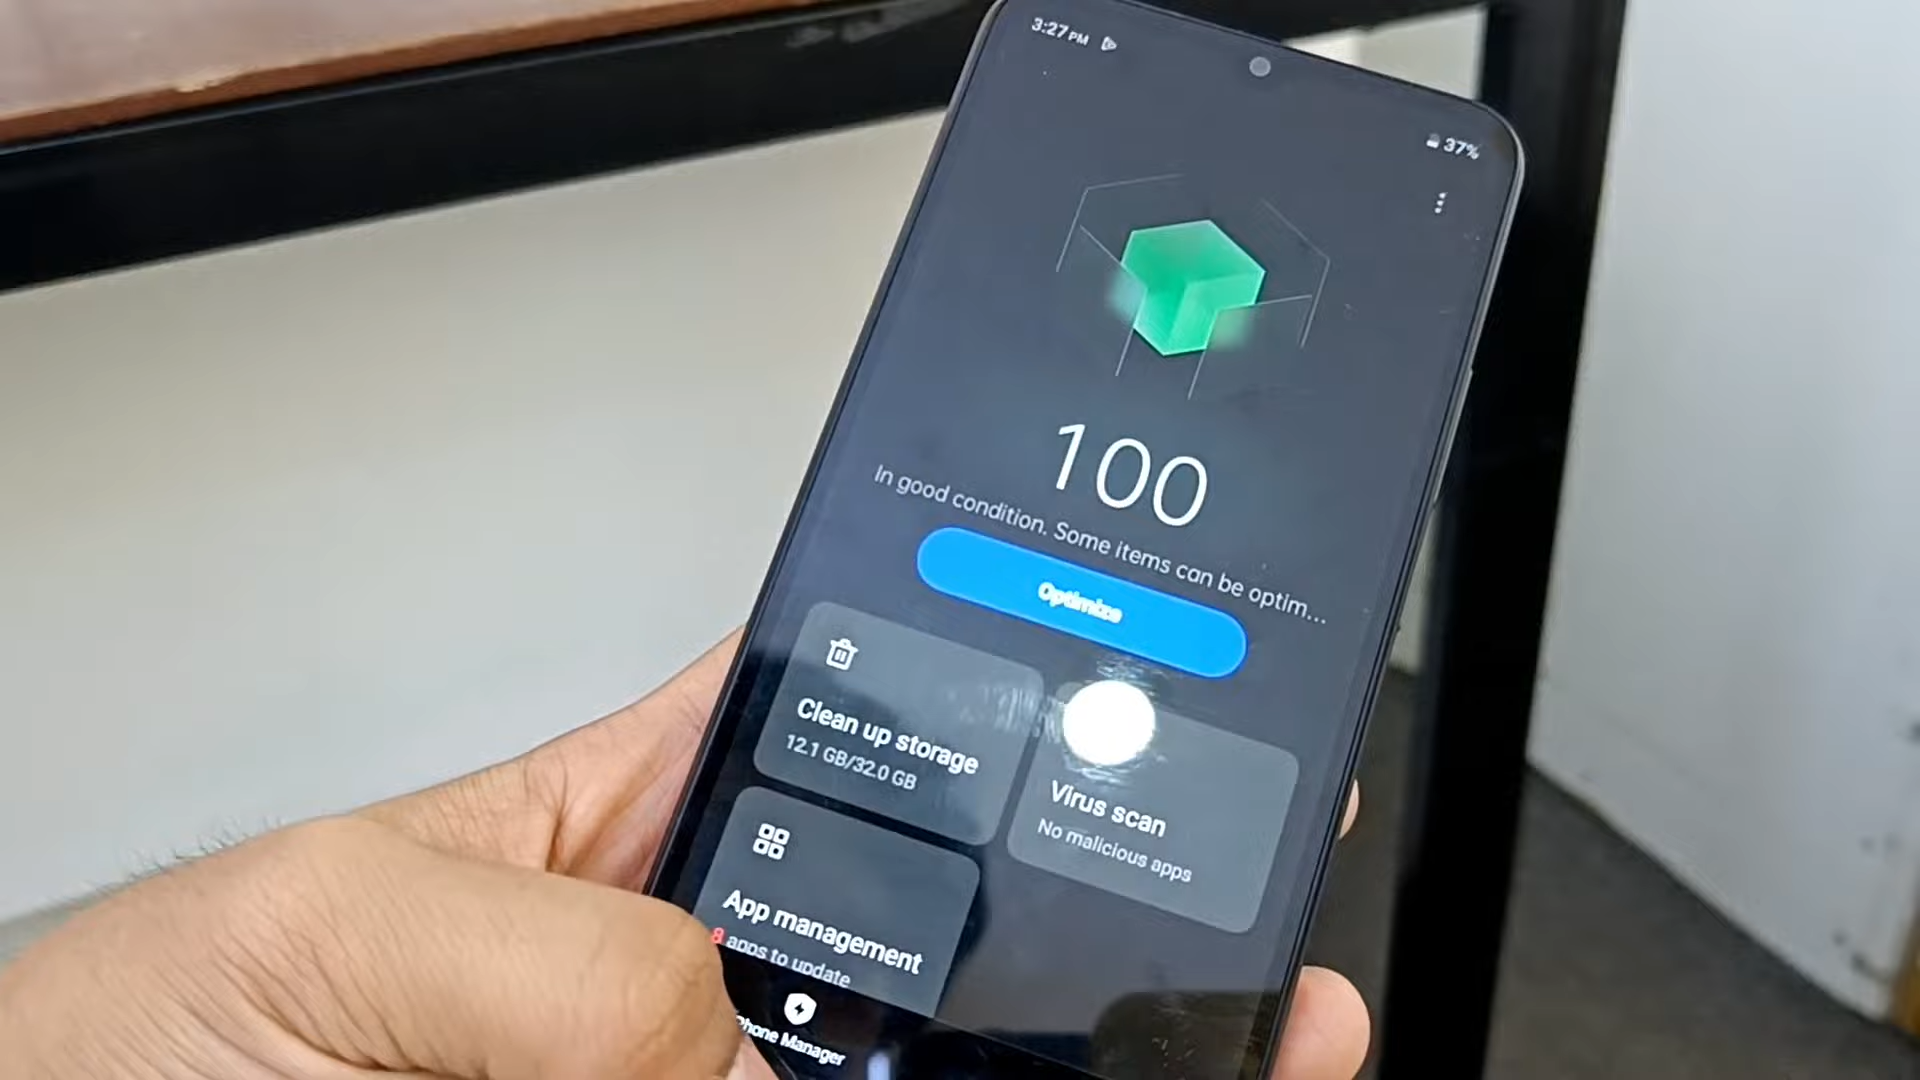 3:27 PM
37%
100
In good condition. Some items can be optim...
Optimize
Clean up storage
12.1 GB/32.0 GB
Virus scan
No malicious apps
App management
8 apps to update
Phone Manager